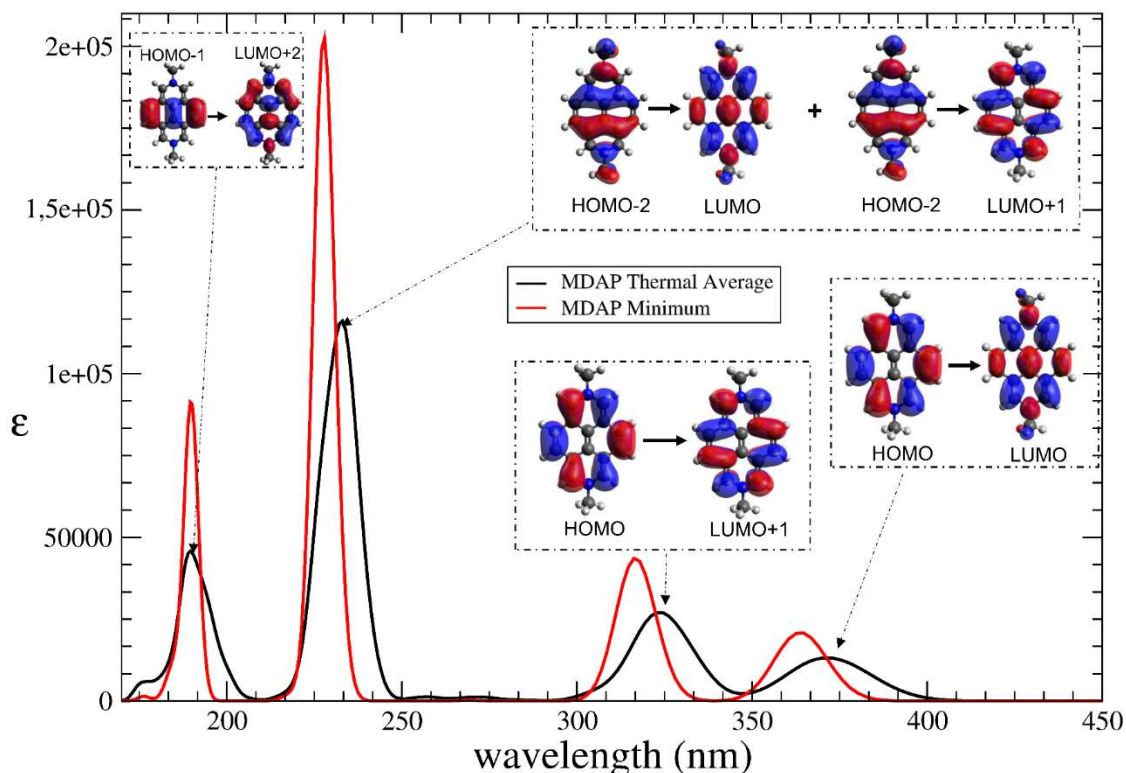 HOMO-1 LUMO+2
+
HOMO-2 LUMO HOMO-2 LUMO+1
MDAP Thermal Average
MDAP Minimum
HOMO LUMO
HOMO LUMO+1
ε
2e+05
1,5e+05
1e+05
50000
0
200 250 300 350 400 450
wavelength (nm)